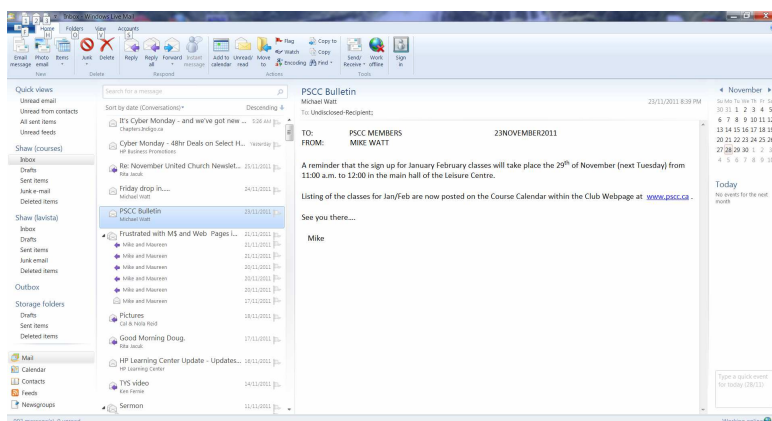 Inbox - Windows Live Mail
Home Folders View Accounts
Email message
Photo email
Items
Junk
Delete
Reply
Reply all
Forward
Instant message
Add to calendar
Unread/ read
Move to
Flag
Watch
Encoding
Copy to
Copy
Find
Send/ Receive
Work offline
Sign in
New
Delete
Respond
Actions
Tools
Quick views
Unread email
Unread from contacts
All sent items
Unread feeds
Shaw (courses)
Inbox
Drafts
Sent items
Junk e-mail
Deleted items
Shaw (lavista)
Inbox
Drafts
Sent items
Junk email
Deleted items
Outbox
Storage folders
Drafts
Sent items
Deleted items
Mail
Calendar
Contacts
Feeds
Newsgroups
Search for a message
Sort by date (Conversations) Descending
It's Cyber Monday - and we've got new ... 3:26 AM
Chapters.Indigo.ca
Cyber Monday - 48hr Deals on Select H... Yesterday
HP Business Promotions
Re: November United Church Newslet... 25/11/2011
Rita Jacuk
Friday drop in..... 24/11/2011
Michael Watt
PSCC Bulletin 23/11/2011
Michael Watt
Frustrated with M$ and Web Pages i... 21/11/2011
Mike and Maureen 21/11/2011
Mike and Maureen 21/11/2011
Mike and Maureen 20/11/2011
Mike and Maureen 20/11/2011
Mike and Maureen 20/11/2011
Mike and Maureen
Pictures
Cal & Nota Reid
Good Morning Doug. 17/11/2011
Rita Jacuk
HP Learning Center Update - Updates... 16/11/2011
HP Learning Center
TYS video 14/11/2011
Ken Fernie
Sermon 11/11/2011
PSCC Bulletin
Michael Watt 23/11/2011 8:39 PM
To: Undisclosed-Recipient:;
TO: PSCC MEMBERS 23NOVEMBER2011
FROM: MIKE WATT
A reminder that the sign up for January February classes will take place the 29th of November (next Tuesday) from
11:00 a.m. to 12:00 in the main hall of the Leisure Centre.
Listing of the classes for Jan/Feb are now posted on the Course Calendar within the Club Webpage at www.pscc.ca .
See you there....
Mike
November
Su Mo Tu We Th Fr Sa
30 31 1 2 3 4 5
6 7 8 9 10 11 12
13 14 15 16 17 18 19
20 21 22 23 24 25 26
27 28 29 30 1 2 3
4 5 6 7 8 9 10
Today
No events for the next
month
Type a quick event
for today (28/11)
Working online